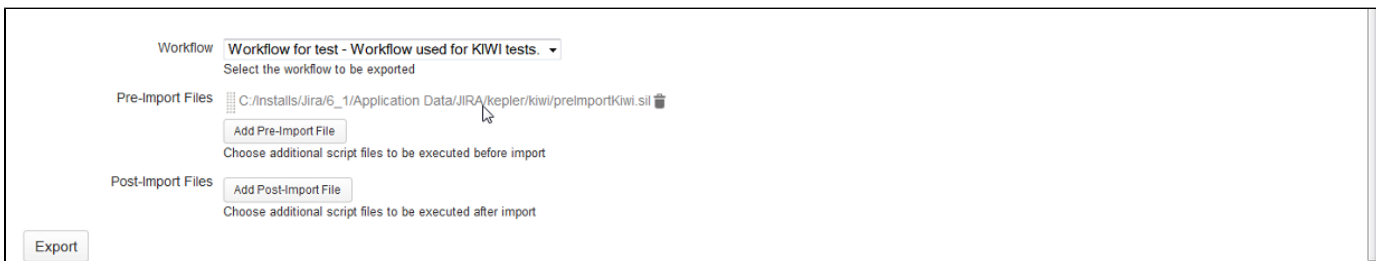 Workflow Workflow for test - Workflow used for KIWI tests.
Select the workflow to be exported
Pre-Import Files C:/Installs/Jira/6_1/Application Data/JIRA/kepler/kiwi/preImportKiwi.sil
Add Pre-Import File
Choose additional script files to be executed before import
Post-Import Files
Add Post-Import File
Choose additional script files to be executed after import
Export